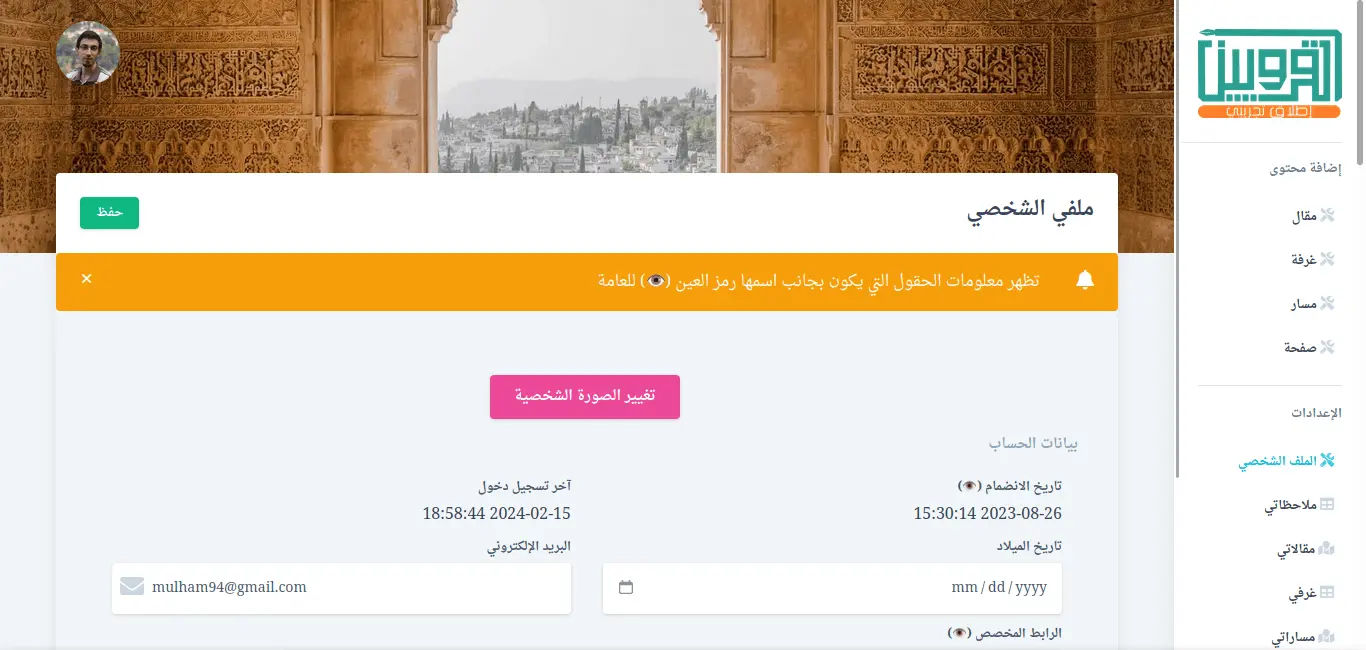 القرويين
إطلاق تجريبي
إضافة محتوى
مقال
غرفة
مسار
صفحة
الإعدادات
الملف الشخصي
ملاحظاتي
مقالاتي
غرفي
مساراتي
ملفي الشخصي
حفظ
تظهر معلومات الحقول التي يكون بجانب اسمها رمز العين (👁️) للعامة
×
تغيير الصورة الشخصية
بيانات الحساب
تاريخ الانضمام (👁️)
2023-08-26 15:30:14
آخر تسجيل دخول
2024-02-15 18:58:44
تاريخ الميلاد
mm/dd/yyyy
البريد الإلكتروني
mulham94@gmail.com
الرابط المخصص (👁️)